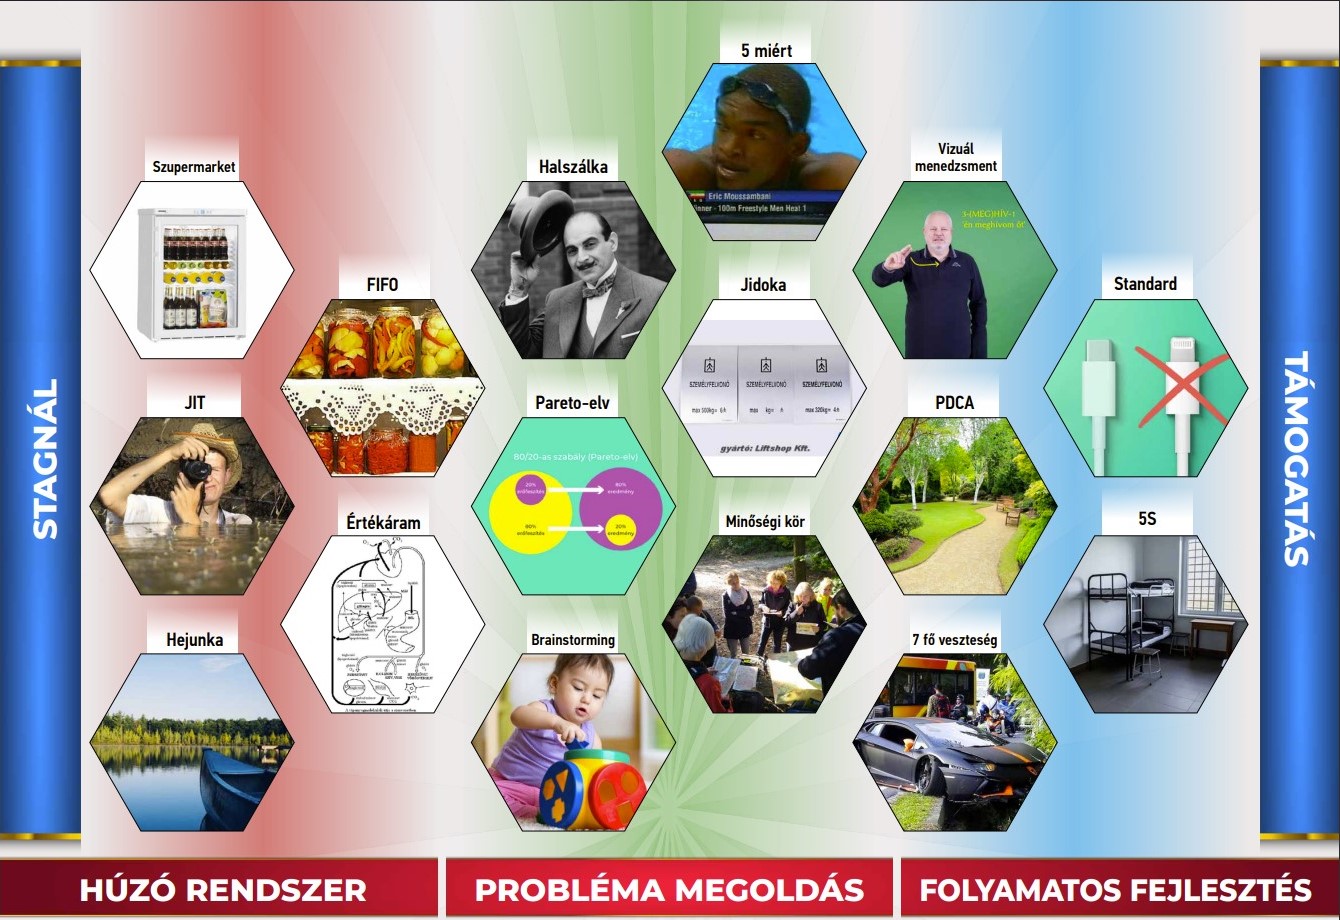 5 miért
Eric Moussambani
inner - 100m Freestyle Men Heat 1
Szupermarket
Halszálka
Vizuál
menedzsment
3-(MEG)HÍV-1
'én meghívom őt'
FIFO
Jidoka
SZEMÉLYFELVONÓ
SZEMÉLYFELVONÓ
SZEMÉLYFELVONÓ
max 500kg= 6
max kg= fő
max 320kg= 4
gyártó: Liftshop Kft.
Standard
JIT
Pareto-elv
80/20-as szabály (Pareto-elv)
20%
erőfeszítés
80%
eredmény
80%
erőfeszítés
20%
eredmény
PDCA
Értékáram
Minőségi kör
5S
Hejunka
Brainstorming
7 fő veszteség
STAGNÁL
TÁMOGATÁS
HÚZÓ RENDSZER
PROBLÉMA MEGOLDÁS
FOLYAMATOS FEJLESZTÉS